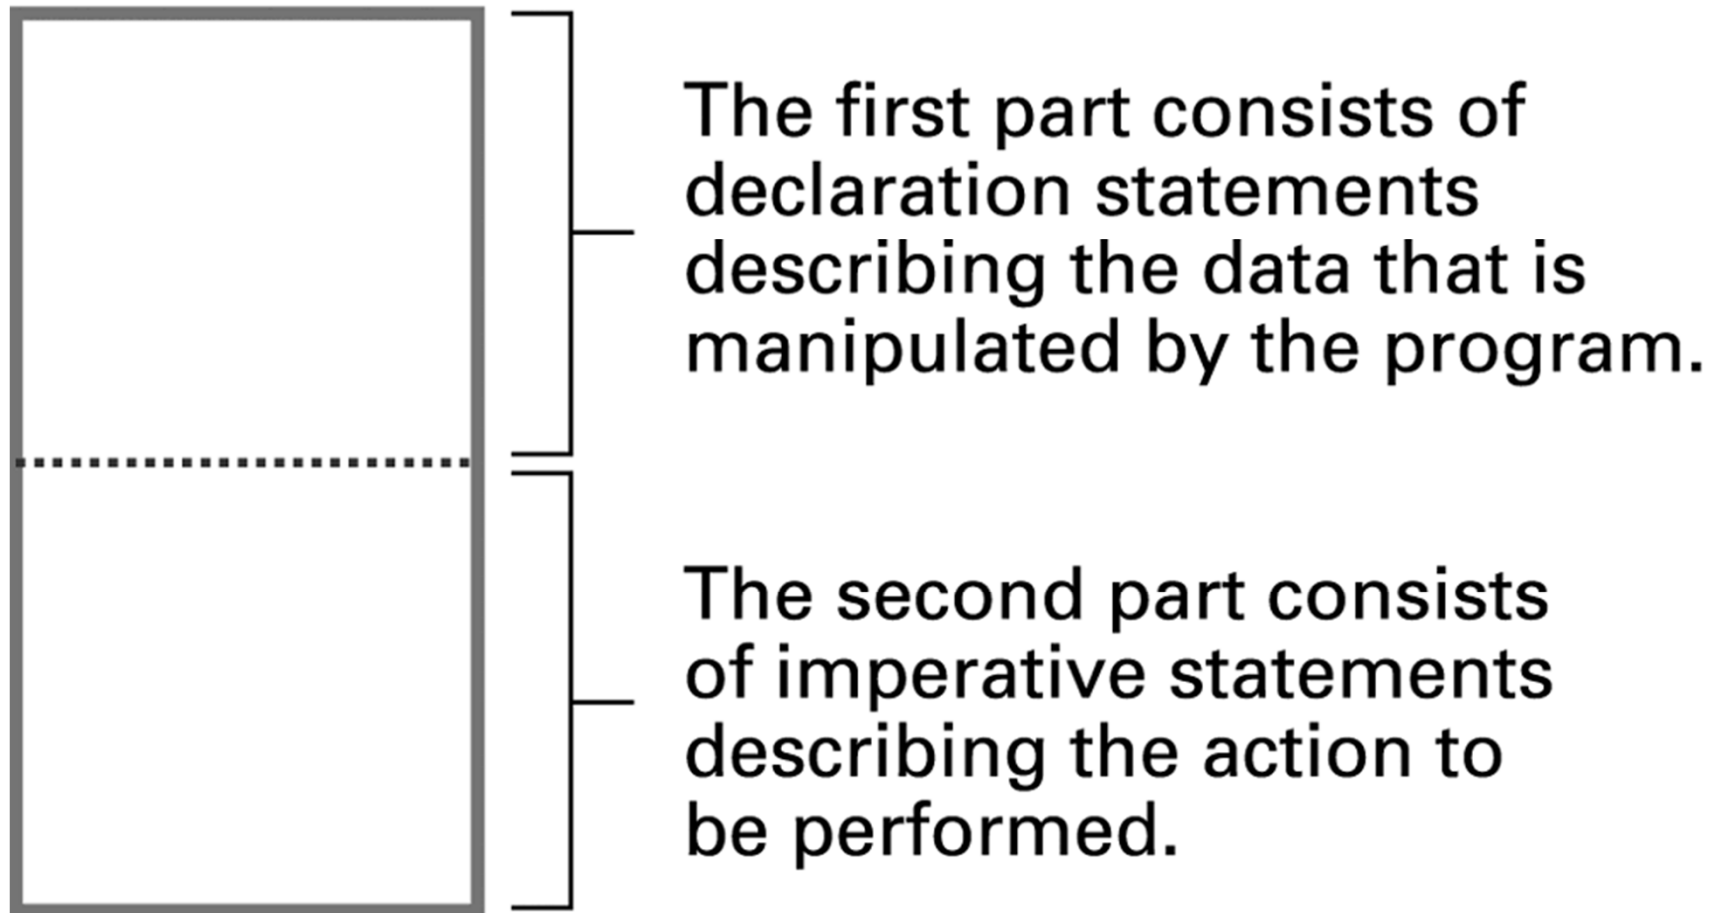 The first part consists of
declaration statements
describing the data that is
manipulated by the program.
The second part consists
of imperative statements
describing the action to
be performed.